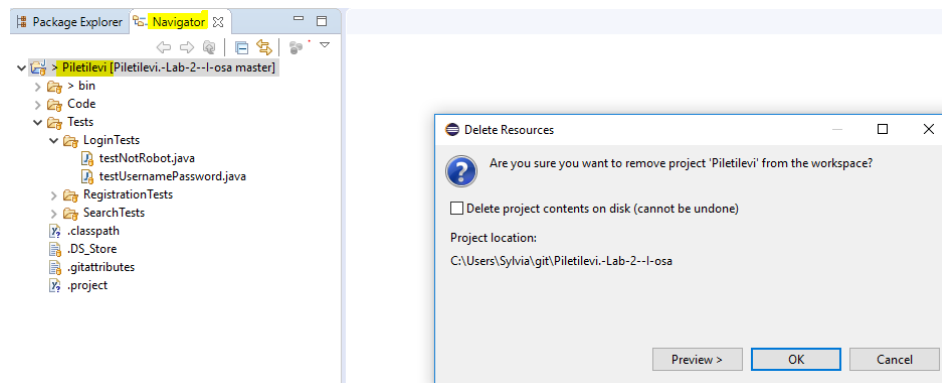 Package Explorer Navigator
> Piletilevi [Piletilevi.-Lab-2--I-osa master]
> bin
Code
Tests
LoginTests
testNotRobot.java
testUsernamePassword.java
RegistrationTests
SearchTests
.classpath
.DS_Store
.gitattributes
.project
Delete Resources
Are you sure you want to remove project 'Piletilevi' from the workspace?
Delete project contents on disk (cannot be undone)
Project location:
C:\Users\Sylvia\git\Piletilevi.-Lab-2--I-osa
Preview > OK Cancel